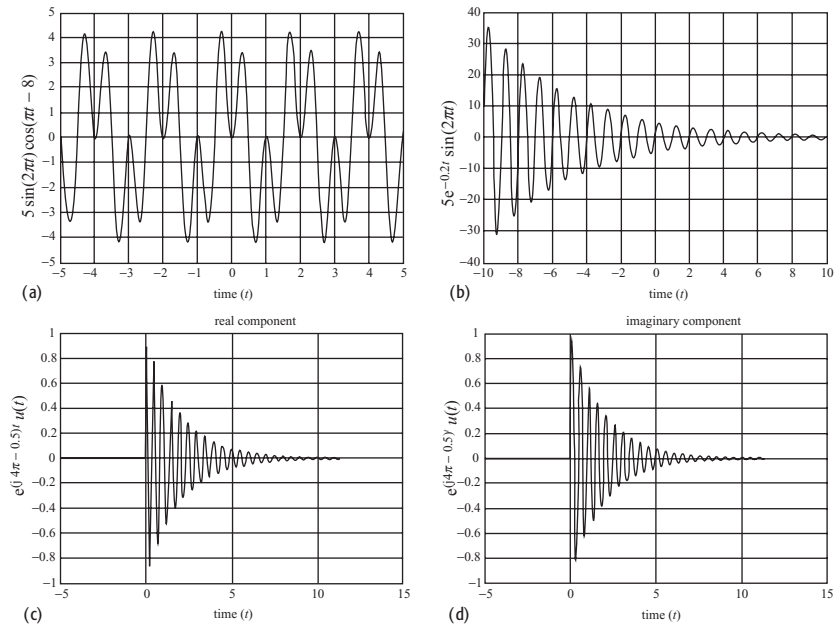 5 sin(2πt) cos(πt – 8)
5
4
3
2
1
0
−1
−2
−3
−4
−5
−5 −4 −3 −2 −1 0 1 2 3 4 5
(a)
time (t)
5e^{−0.2t} sin(2πt)
40
30
20
10
0
−10
−20
−30
−40
−10 −8 −6 −4 −2 0 2 4 6 8 10
(b)
time (t)
real component
e^{(j 4π – 0.5)t} u(t)
1
0.8
0.6
0.4
0.2
0
−0.2
−0.4
−0.6
−0.8
−1
−5 0 5 10 15
(c)
time (t)
imaginary component
e^{(j4π – 0.5)t} u(t)
1
0.8
0.6
0.4
0.2
0
−0.2
−0.4
−0.6
−0.8
−1
−5 0 5 10 15
(d)
time (t)